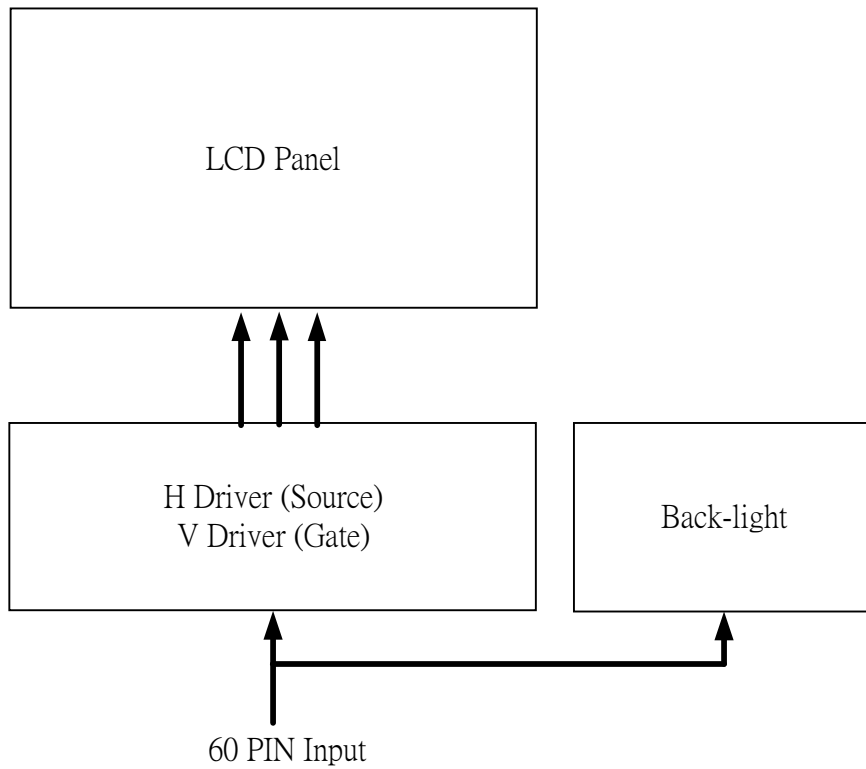 LCD Panel
H Driver (Source)
V Driver (Gate)
Back-light
60 PIN Input